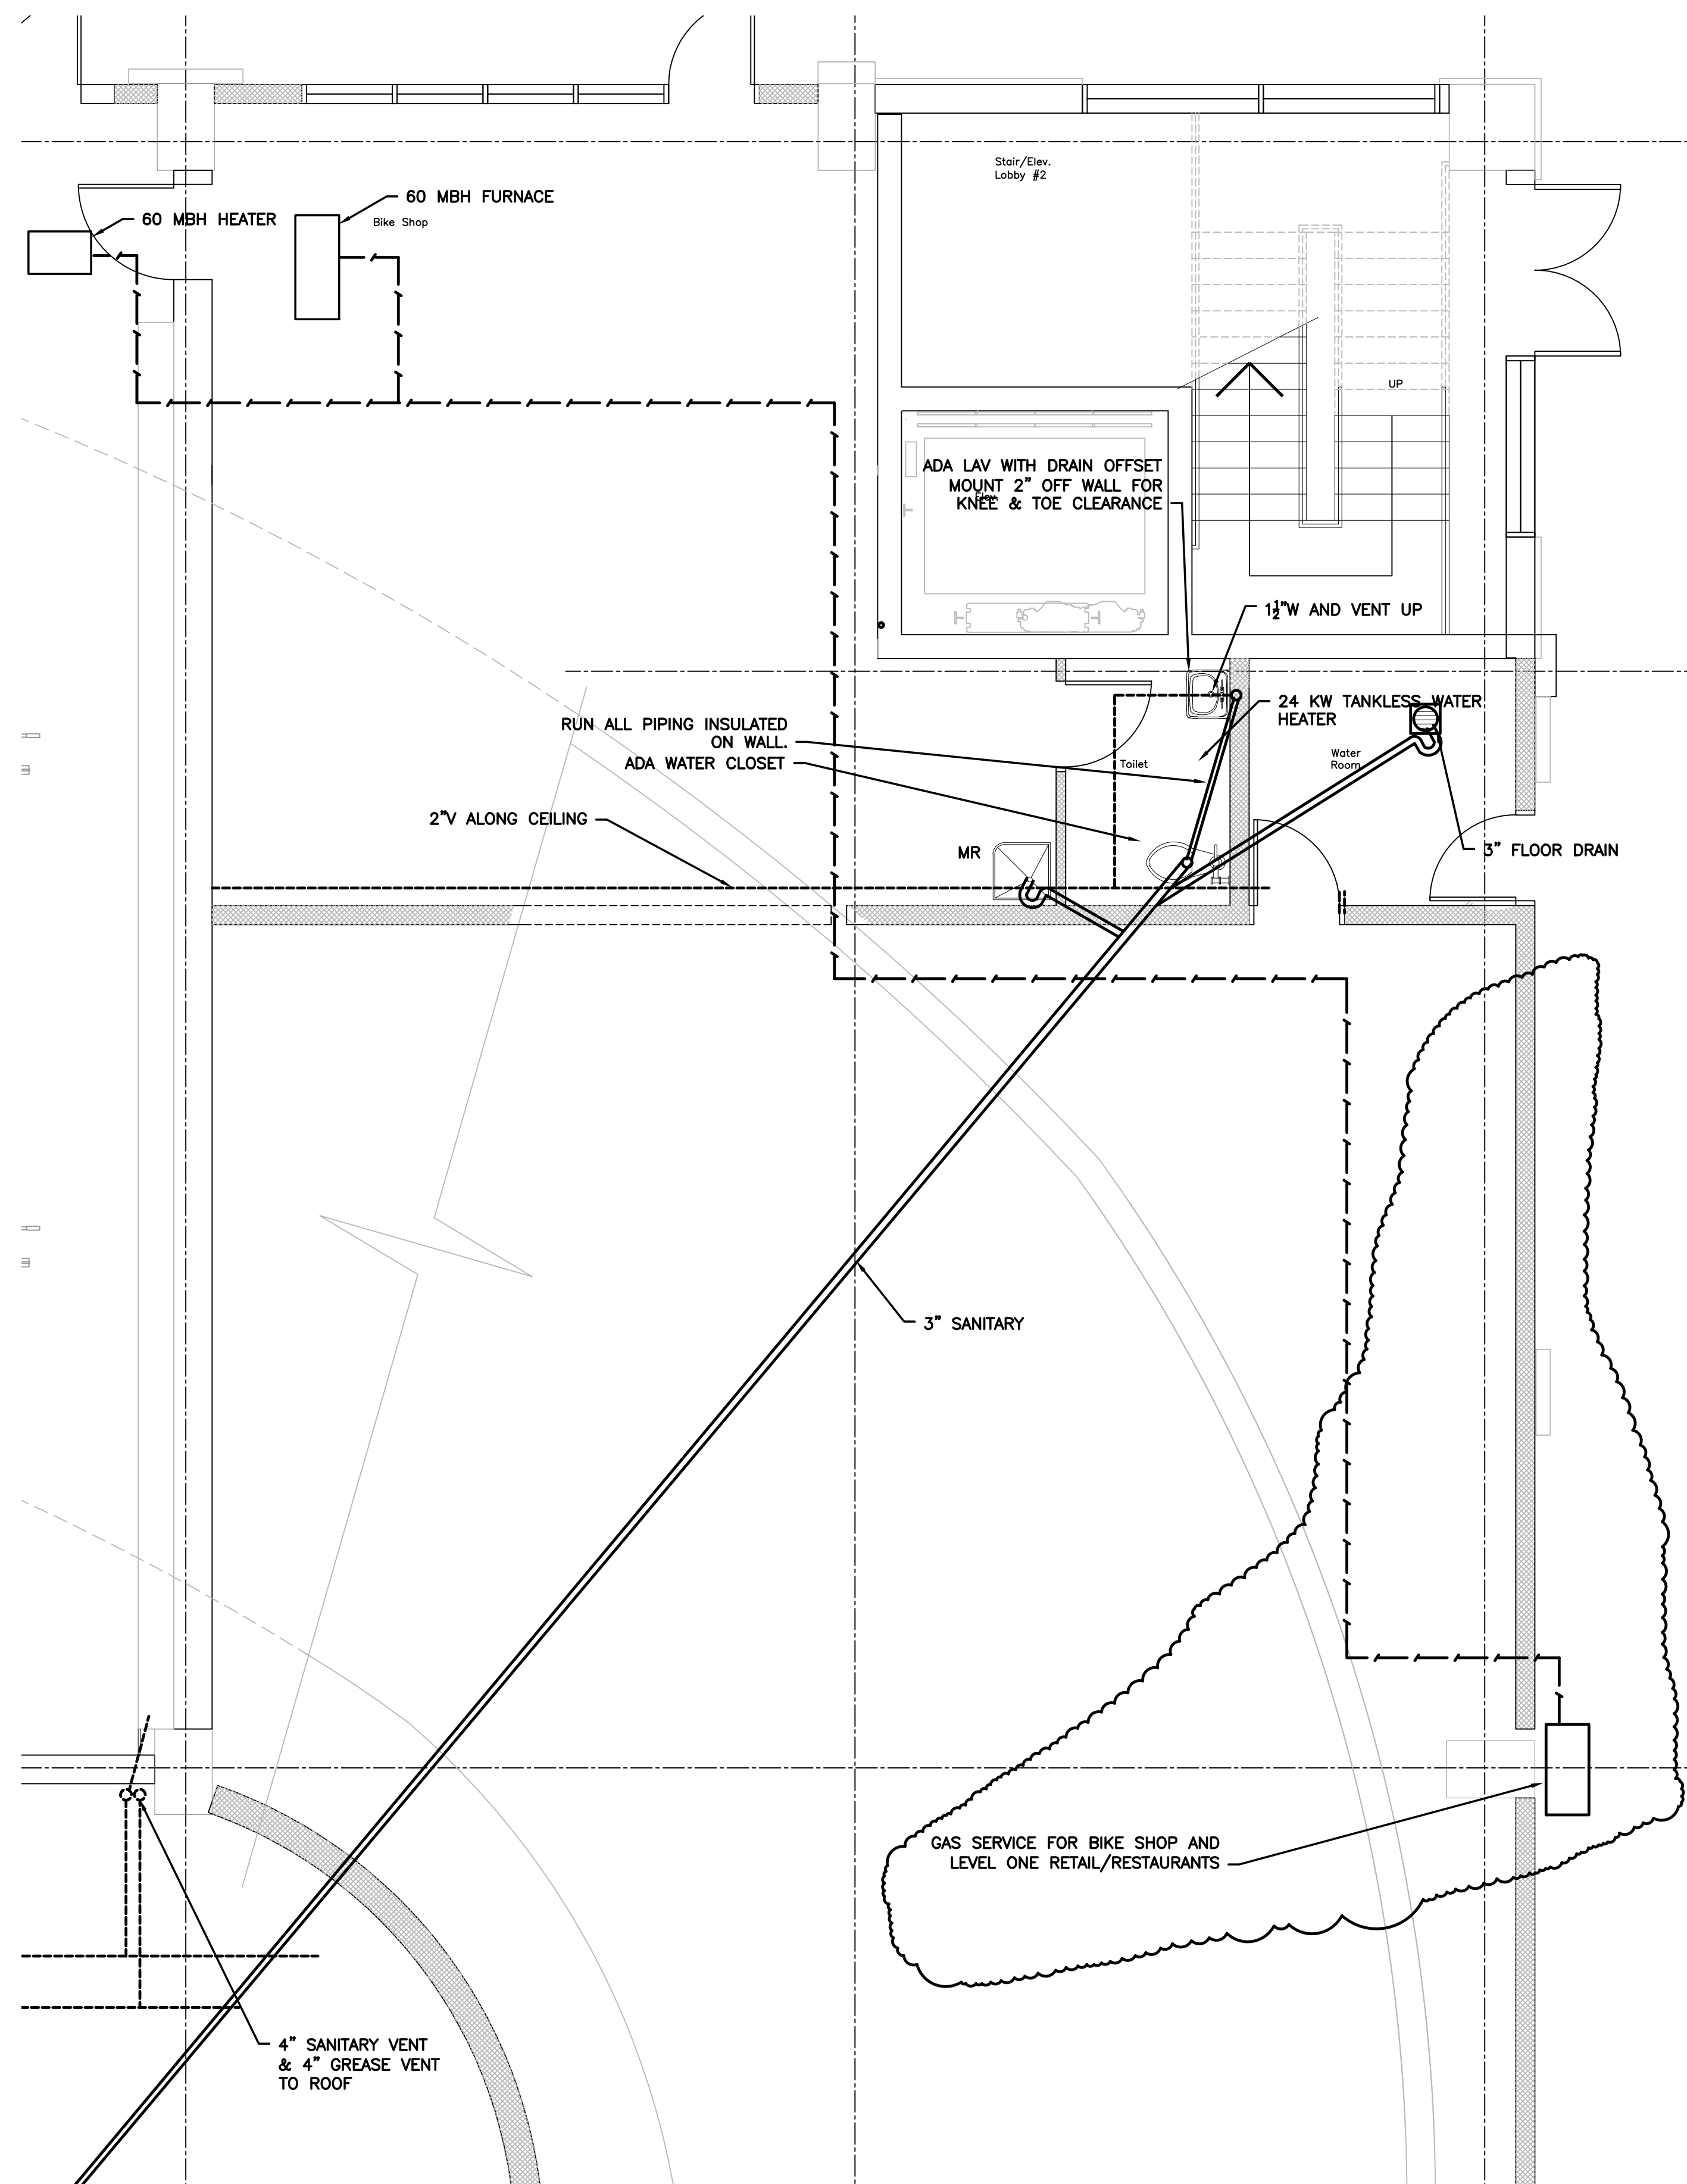 Stair/Elev.
Lobby #2
60 MBH FURNACE
60 MBH HEATER
Bike Shop
UP
ADA LAV WITH DRAIN OFFSET
MOUNT 2" OFF WALL FOR
Elev.
KNEE & TOE CLEARANCE
1½"W AND VENT UP
24 KW TANKLESS WATER
HEATER
RUN ALL PIPING INSULATED
ON WALL.
ADA WATER CLOSET
Toilet
Water
Room
2"V ALONG CEILING
MR
3" FLOOR DRAIN
3" SANITARY
GAS SERVICE FOR BIKE SHOP AND
LEVEL ONE RETAIL/RESTAURANTS
4" SANITARY VENT
& 4" GREASE VENT
TO ROOF